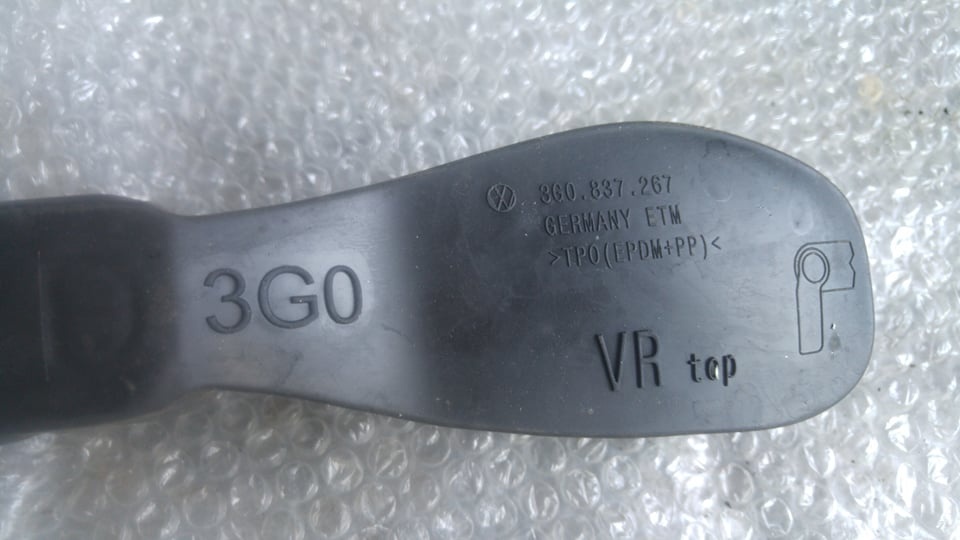 3G0.837.267
GERMANY ETM
>TPO(EPDM+PP)<
3G0
VR top